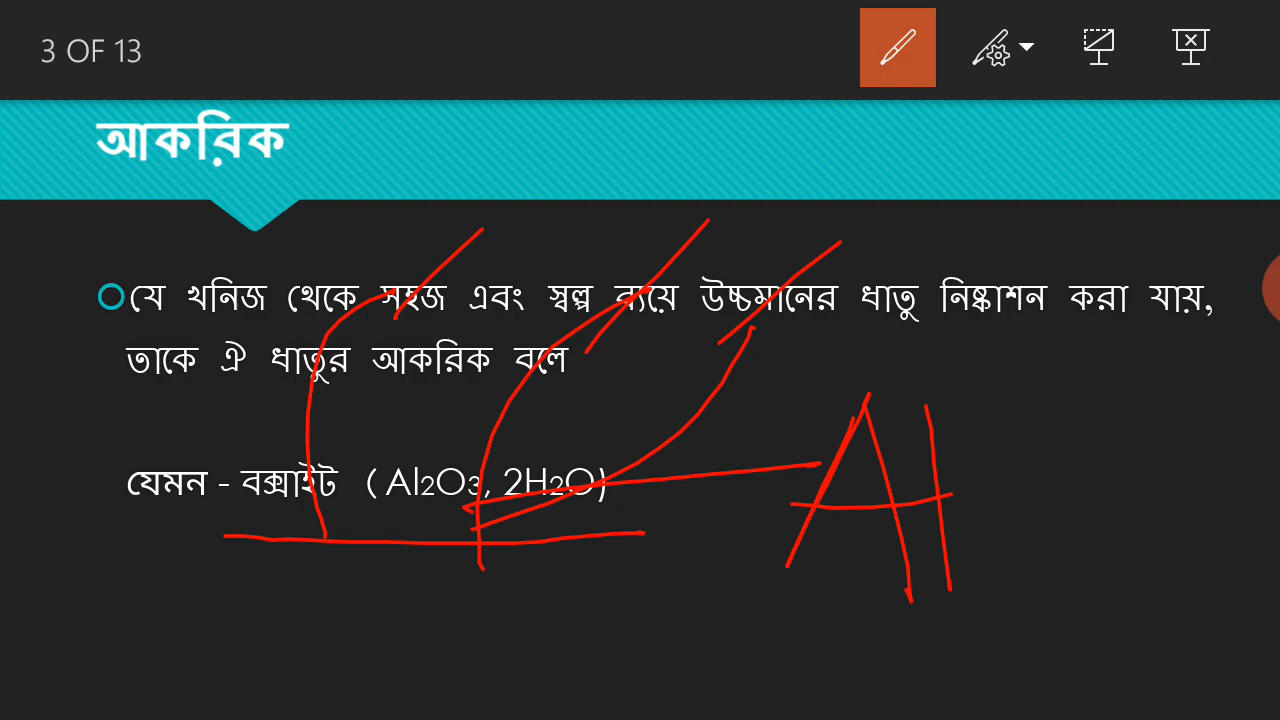 3 OF 13
আকরিক
যে খনিজ থেকে সহজ এবং স্বল্প ব্যয়ে উচ্চমানের ধাতু নিষ্কাশন করা যায়,
তাকে ঐ ধাতুর আকরিক বলে
যেমন - বক্সাইট ( Al2O3, 2H2O)
Al